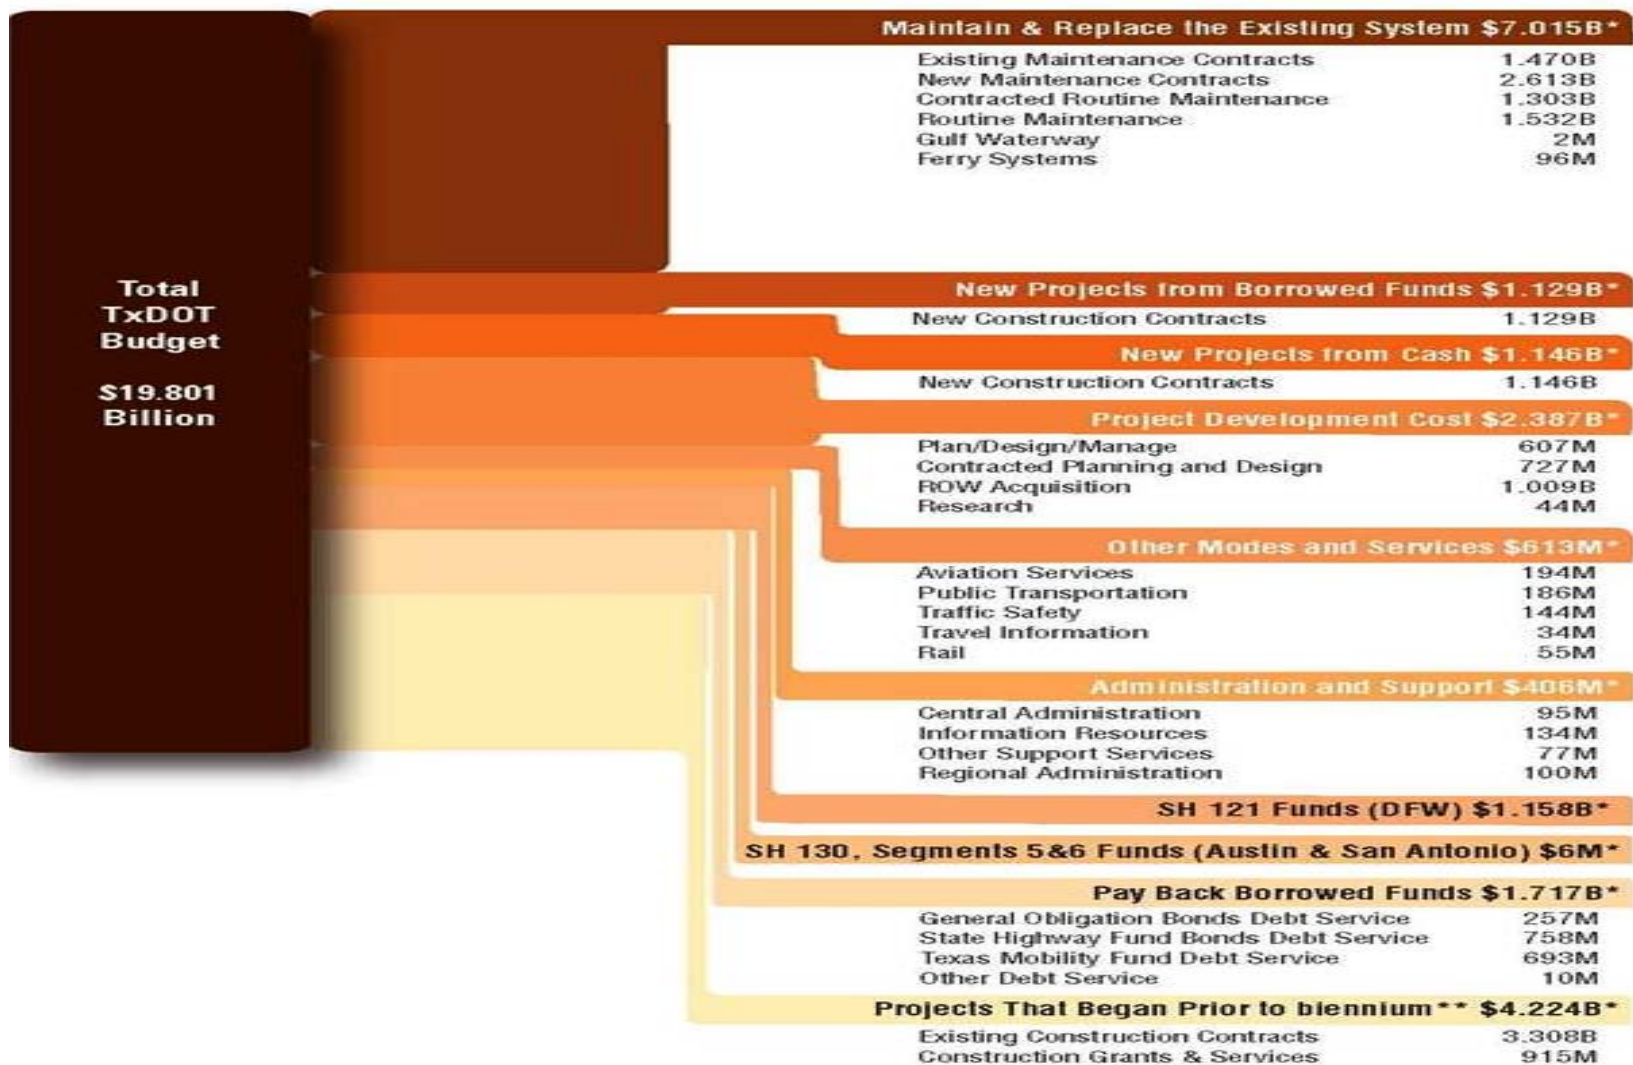 Maintain & Replace the Existing System $7.015B*
Existing Maintenance Contracts 1.470B
New Maintenance Contracts 2.613B
Contracted Routine Maintenance 1.303B
Routine Maintenance 1.532B
Gulf Waterway 2M
Ferry Systems 96M
Total
TxDOT
Budget
$19.801
Billion
New Projects from Borrowed Funds $1.129B*
New Construction Contracts 1.129B
New Projects from Cash $1.146B*
New Construction Contracts 1.146B
Project Development Cost $2.387B*
Plan/Design/Manage 607M
Contracted Planning and Design 727M
ROW Acquisition 1.009B
Research 44M
Other Modes and Services $613M*
Aviation Services 194M
Public Transportation 186M
Traffic Safety 144M
Travel Information 34M
Rail 55M
Administration and Support $406M*
Central Administration 95M
Information Resources 134M
Other Support Services 77M
Regional Administration 100M
SH 121 Funds (DFW) $1.158B*
SH 130, Segments 5&6 Funds (Austin & San Antonio) $6M*
Pay Back Borrowed Funds $1.717B*
General Obligation Bonds Debt Service 257M
State Highway Fund Bonds Debt Service 758M
Texas Mobility Fund Debt Service 693M
Other Debt Service 10M
Projects That Began Prior to biennium** $4.224B*
Existing Construction Contracts 3.308B
Construction Grants & Services 915M